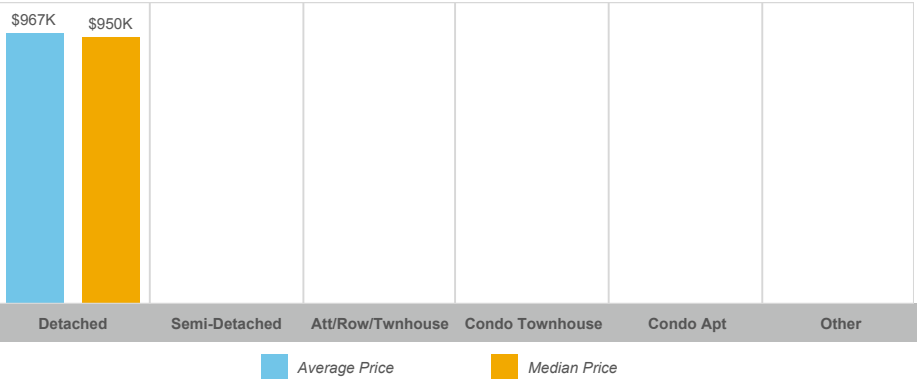 $967K
$950K
Detached Semi-Detached Att/Row/Twnhouse Condo Townhouse Condo Apt Other
Average Price Median Price